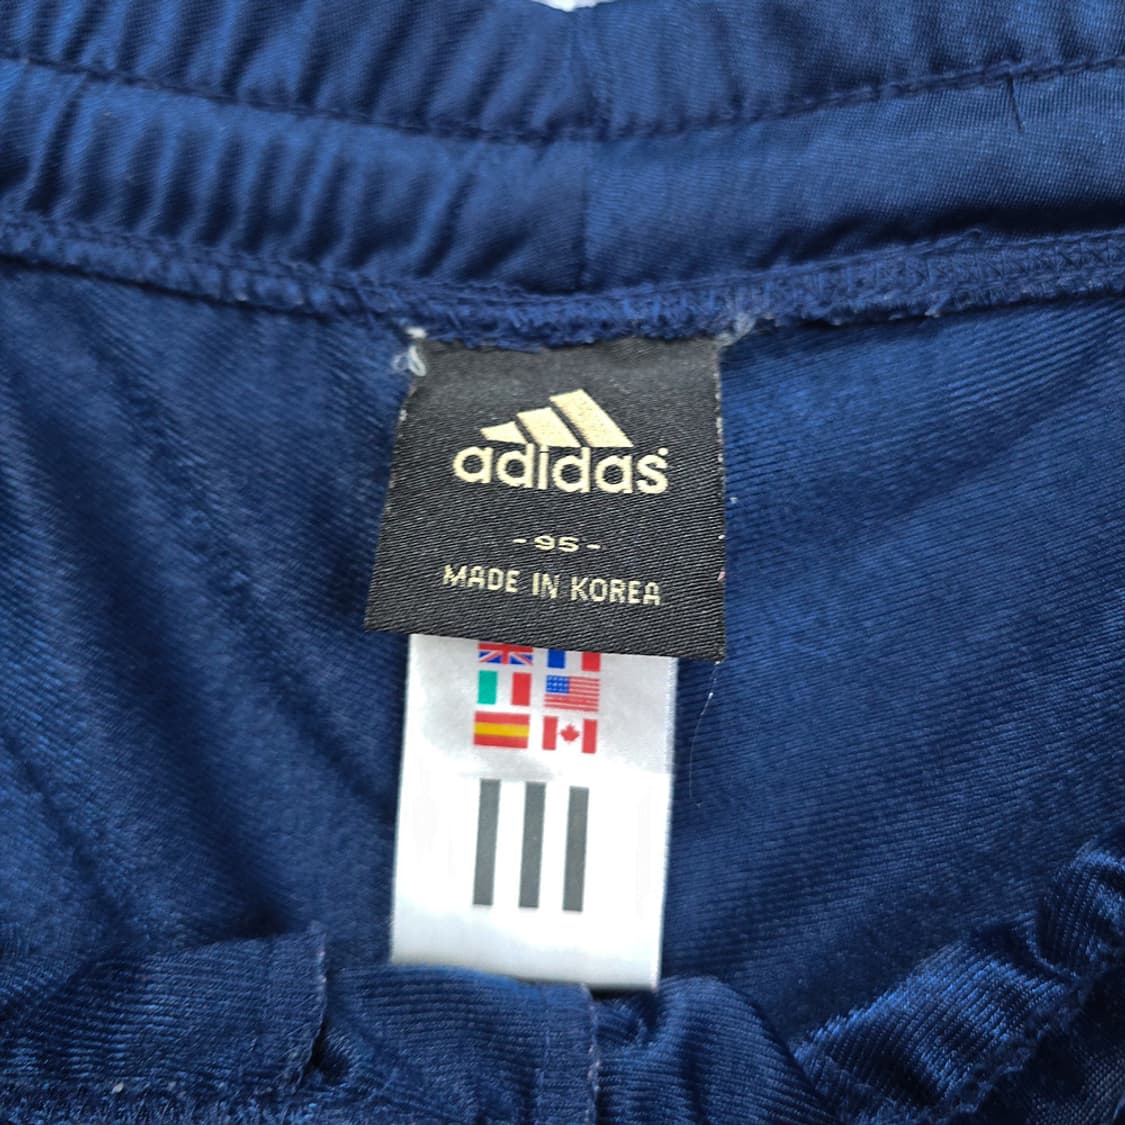 adidas
- 95 -
MADE IN KOREA